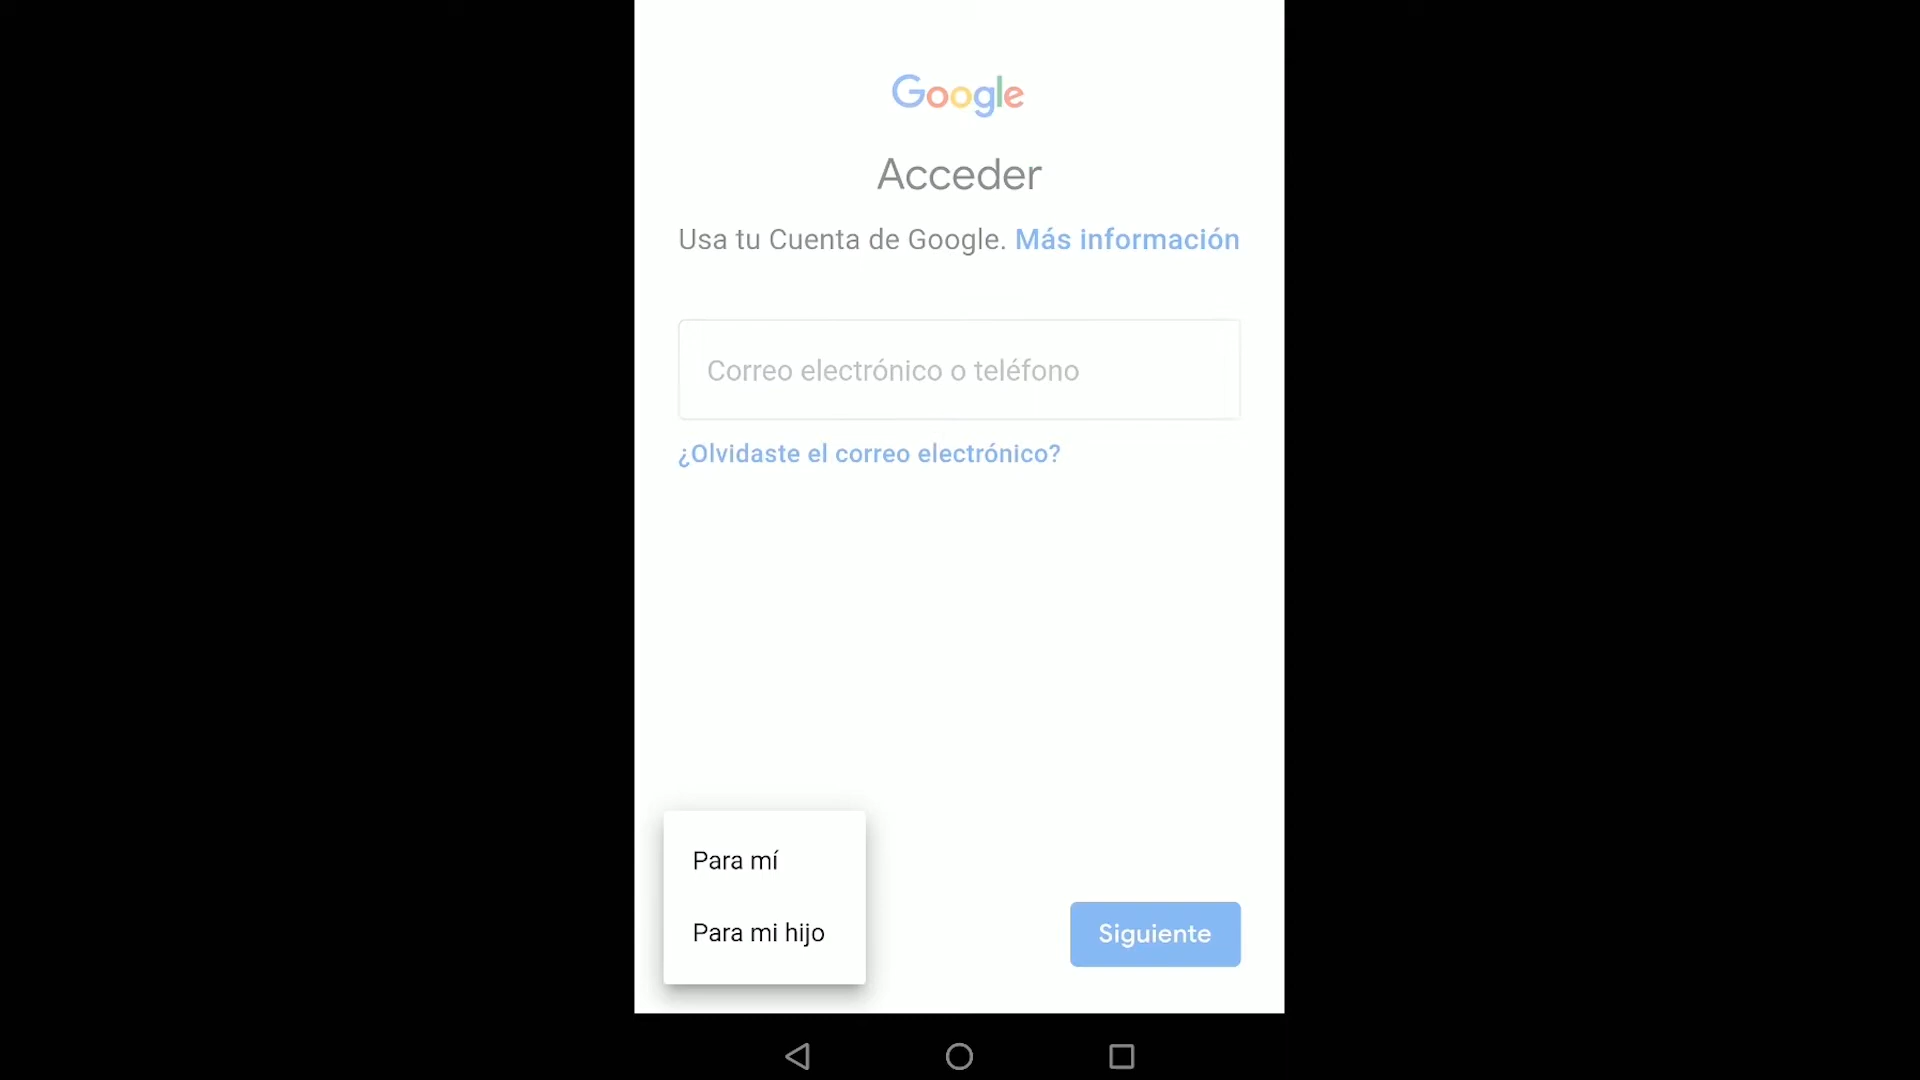 Google
Acceder
Usa tu Cuenta de Google. Más información
Correo electrónico o teléfono
¿Olvidaste el correo electrónico?
Para mí
Para mi hijo
Siguiente